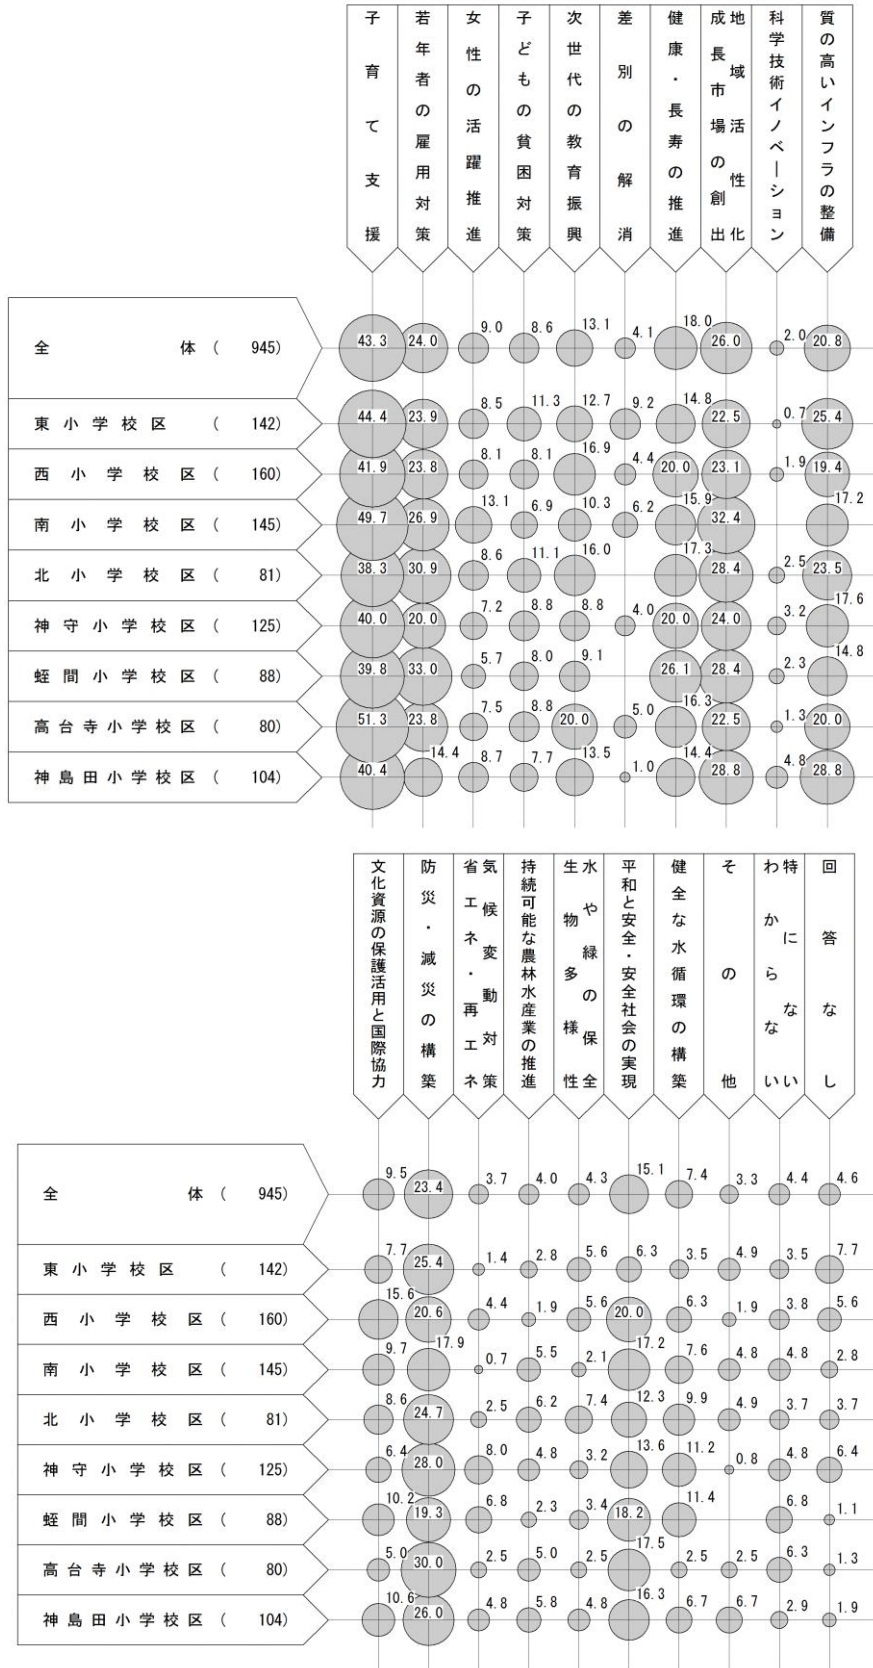 子育て支援
若年者の雇用対策
女性の活躍推進
子どもの貧困対策
次世代の教育振興
差別の解消
健康・長寿の推進
地域活性化
成長市場の創出
科学技術イノベーション
質の高いインフラの整備
全体 ( 945) 43.3 24.0 9.0 8.6 13.1 4.1 18.0 26.0 2.0 20.8
東小学校区 ( 142) 44.4 23.9 8.5 11.3 12.7 9.2 14.8 22.5 0.7 25.4
西小学校区 ( 160) 41.9 23.8 8.1 8.1 16.9 4.4 20.0 23.1 1.9 19.4
南小学校区 ( 145) 49.7 26.9 13.1 6.9 10.3 6.2 15.9 32.4 17.2
北小学校区 ( 81) 38.3 30.9 8.6 11.1 16.0 17.3 28.4 2.5 23.5
神守小学校区 ( 125) 40.0 20.0 7.2 8.8 8.8 4.0 20.0 24.0 3.2 17.6
蛭間小学校区 ( 88) 39.8 33.0 5.7 8.0 9.1 26.1 28.4 2.3 14.8
高台寺小学校区 ( 80) 51.3 23.8 7.5 8.8 20.0 5.0 16.3 22.5 1.3 20.0
神島田小学校区 ( 104) 40.4 14.4 8.7 7.7 13.5 1.0 14.4 28.8 4.8 28.8
文化資源の保護活用と国際協力
防災・減災の構築
気候変動対策
省エネ・再エネ
持続可能な農林水産業の推進
水や緑の保全
生物多様性
平和と安全・安全社会の実現
健全な水循環の構築
その他
特にない
わからない
回答なし
全体 ( 945) 9.5 23.4 3.7 4.0 4.3 15.1 7.4 3.3 4.4 4.6
東小学校区 ( 142) 7.7 25.4 1.4 2.8 5.6 6.3 3.5 4.9 3.5 7.7
西小学校区 ( 160) 15.6 20.6 4.4 1.9 5.6 20.0 6.3 1.9 3.8 5.6
南小学校区 ( 145) 9.7 17.9 0.7 5.5 2.1 17.2 7.6 4.8 4.8 2.8
北小学校区 ( 81) 8.6 24.7 2.5 6.2 7.4 12.3 9.9 4.9 3.7 3.7
神守小学校区 ( 125) 6.4 28.0 8.0 4.8 3.2 13.6 11.2 0.8 4.8 6.4
蛭間小学校区 ( 88) 10.2 19.3 6.8 2.3 3.4 18.2 11.4 6.8 1.1
高台寺小学校区 ( 80) 5.0 30.0 2.5 5.0 2.5 17.5 2.5 2.5 6.3 1.3
神島田小学校区 ( 104) 10.6 26.0 4.8 5.8 4.8 16.3 6.7 6.7 2.9 1.9